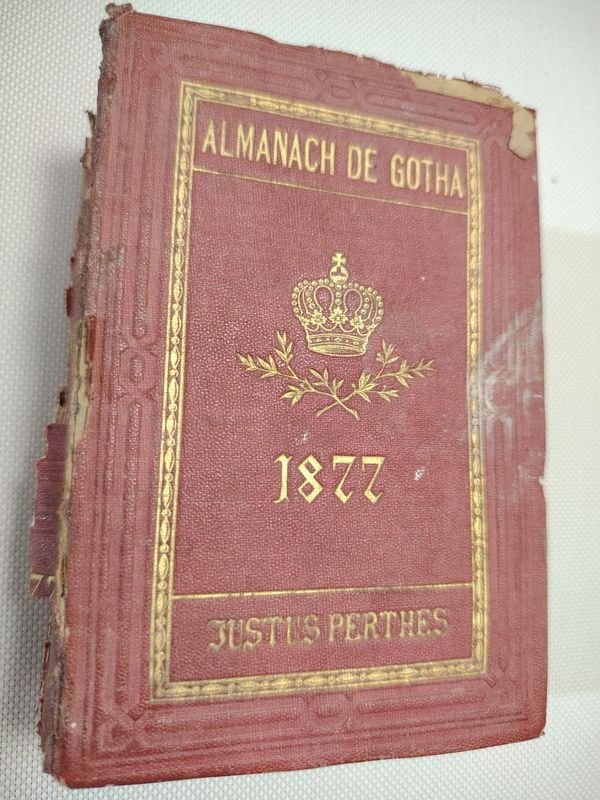 ALMANACH DE GOTHA
1877
JUSTUS PERTHES